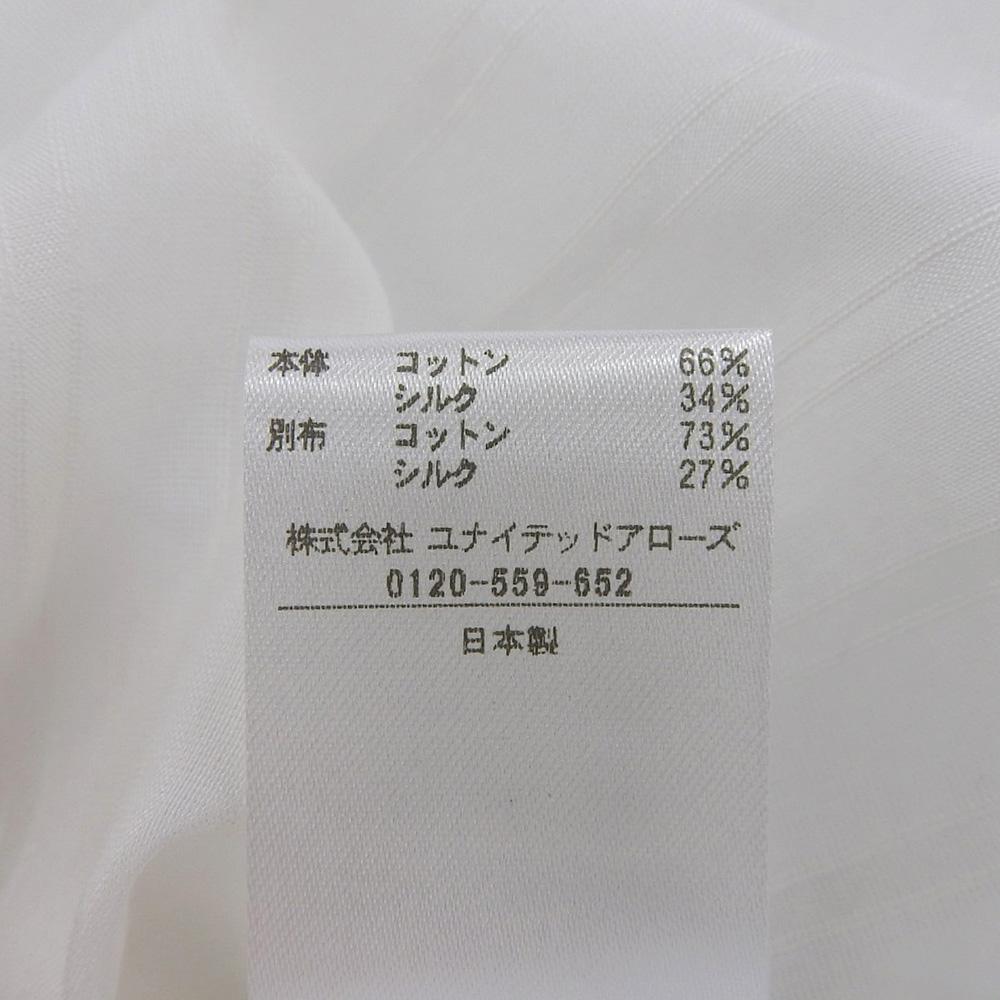 本体 コットン 66%
シルク 34%
別布 コットン 73%
シルク 27%
株式会社 ユナイテッドアローズ
0120-559-652
日本製